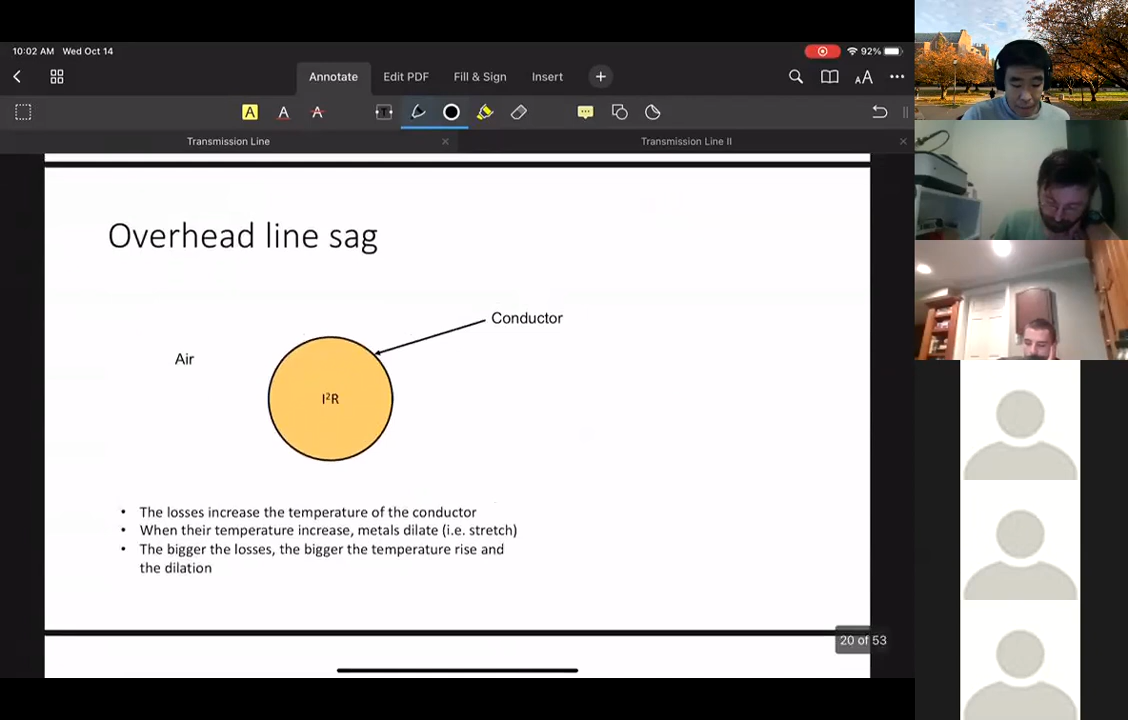 10:02 AM Wed Oct 14
92%
Annotate Edit PDF Fill & Sign Insert
Transmission Line
Transmission Line II
Overhead line sag
Conductor
Air
I²R
• The losses increase the temperature of the conductor
• When their temperature increase, metals dilate (i.e. stretch)
• The bigger the losses, the bigger the temperature rise and
the dilation
20 of 53